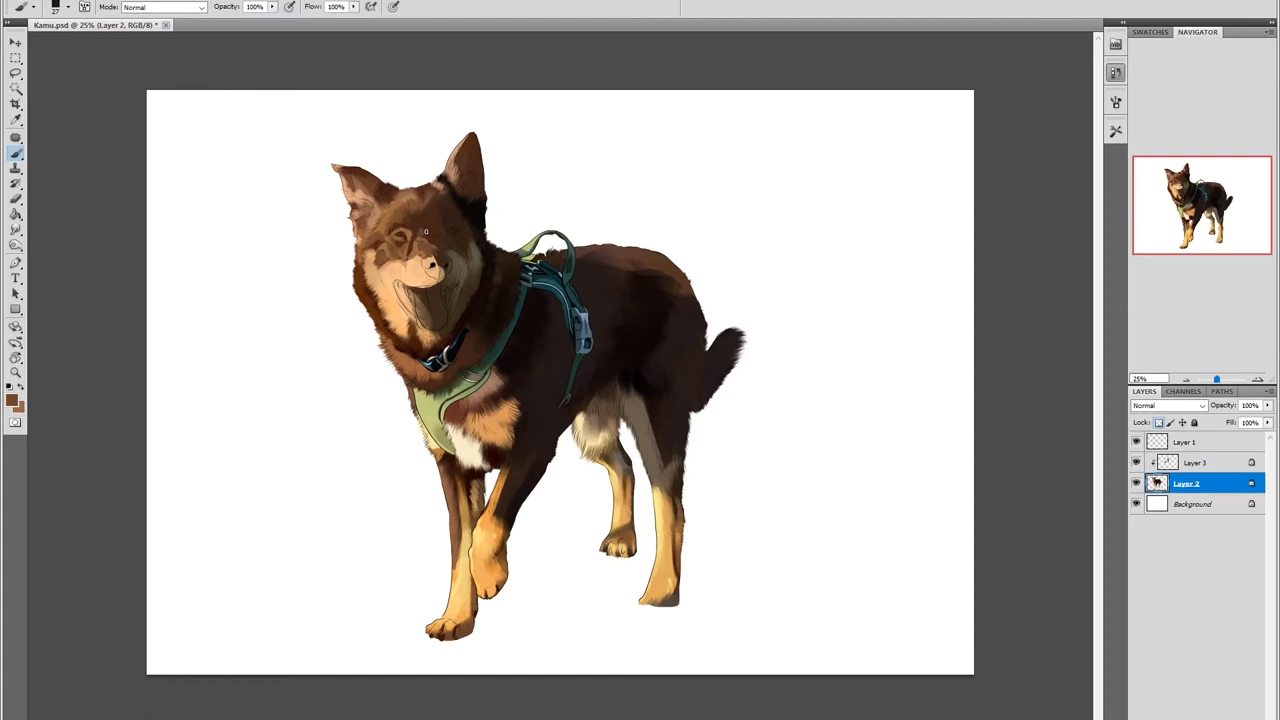 27 Mode: Normal Opacity: 100% Flow: 100%
Kamu.psd @ 25% (Layer 2, RGB/8) *
SWATCHES NAVIGATOR
25%
LAYERS CHANNELS PATHS
Normal Opacity: 100%
Lock: Fill: 100%
Layer 1
Layer 3
Layer 2
Background